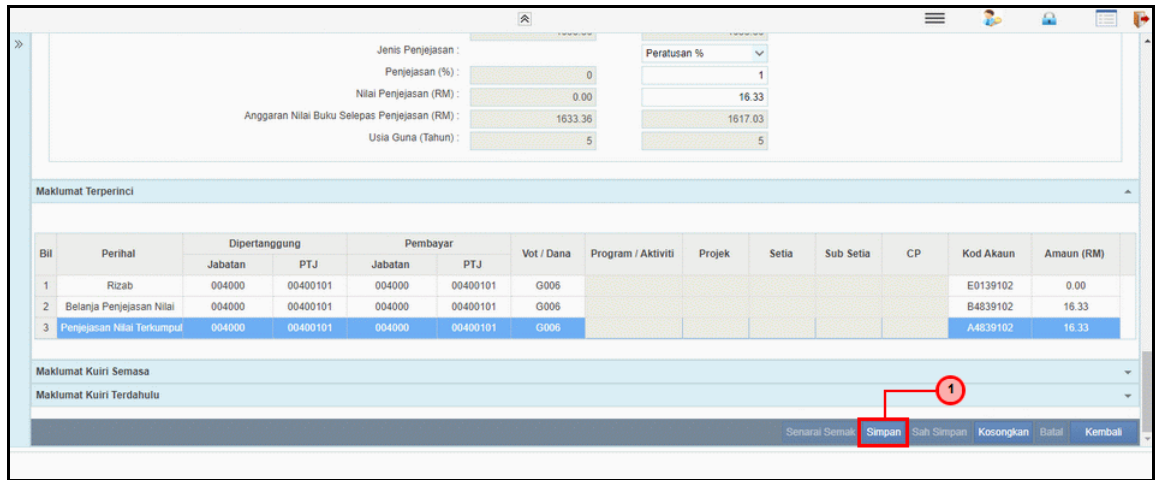 Jenis Penjejasan : Peratusan %
Penjejasan (%) : 0 1
Nilai Penjejasan (RM) : 0.00 16.33
Anggaran Nilai Buku Selepas Penjejasan (RM) : 1633.36 1617.03
Usia Guna (Tahun) : 5 5
Maklumat Terperinci
Bil Perihal Dipertanggung Pembayar Vot / Dana Program / Aktiviti Projek Setia Sub Setia CP Kod Akaun Amaun (RM)
Jabatan PTJ Jabatan PTJ
1 Rizab 004000 00400101 004000 00400101 G006 E0139102 0.00
2 Belanja Penjejasan Nilai 004000 00400101 004000 00400101 G006 B4839102 16.33
3 Penjejasan Nilai Terkumpul 004000 00400101 004000 00400101 G006 A4839102 16.33
Maklumat Kuiri Semasa
Maklumat Kuiri Terdahulu
1
Senarai Semak Simpan Sah Simpan Kosongkan Batal Kembali